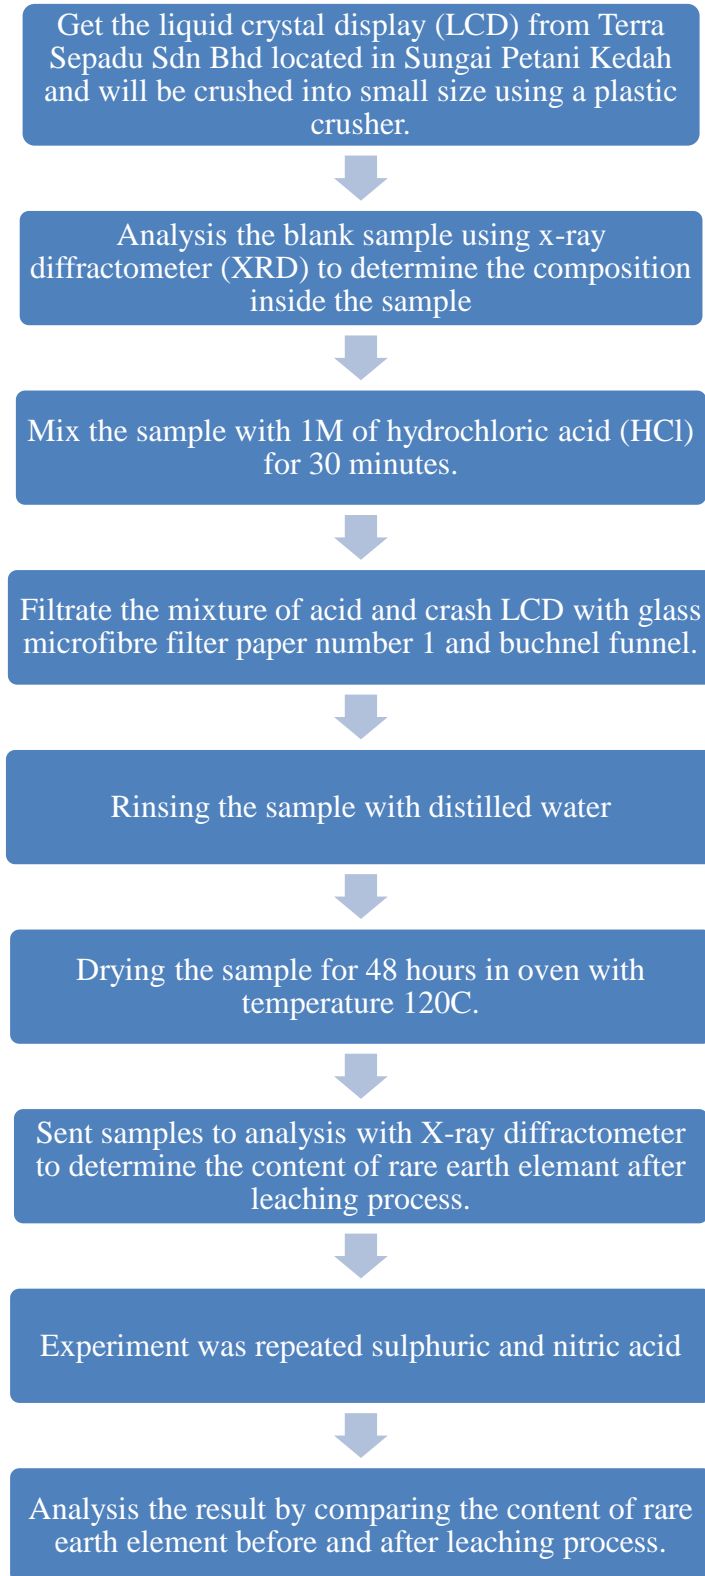 Get the liquid crystal display (LCD) from Terra
Sepadu Sdn Bhd located in Sungai Petani Kedah
and will be crushed into small size using a plastic
crusher.
Analysis the blank sample using x-ray
diffractometer (XRD) to determine the composition
inside the sample
Mix the sample with 1M of hydrochloric acid (HCl)
for 30 minutes.
Filtrate the mixture of acid and crash LCD with glass
microfibre filter paper number 1 and buchnel funnel.
Rinsing the sample with distilled water
Drying the sample for 48 hours in oven with
temperature 120C.
Sent samples to analysis with X-ray diffractometer
to determine the content of rare earth elemant after
leaching process.
Experiment was repeated sulphuric and nitric acid
Analysis the result by comparing the content of rare
earth element before and after leaching process.